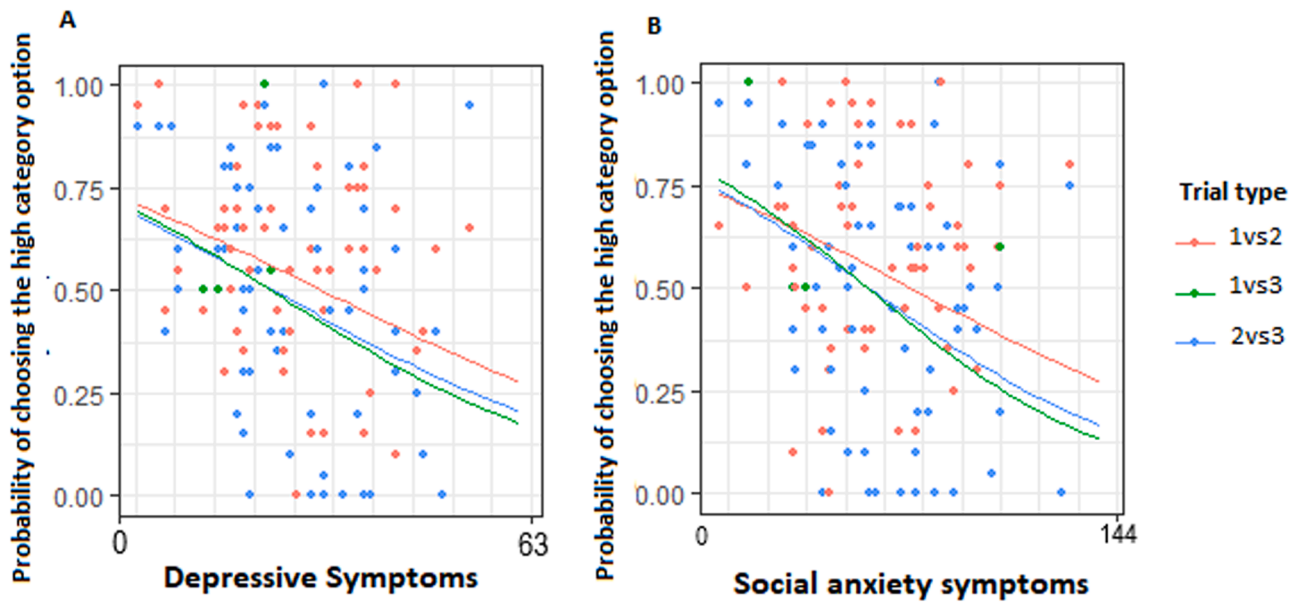 A
Probability of choosing the high category option
1.00
0.75
0.50
0.25
0.00
0
63
Depressive Symptoms
B
Probability of choosing the high category option
1.00
0.75
0.50
0.25
0.00
0
144
Social anxiety symptoms
Trial type
1vs2
1vs3
2vs3